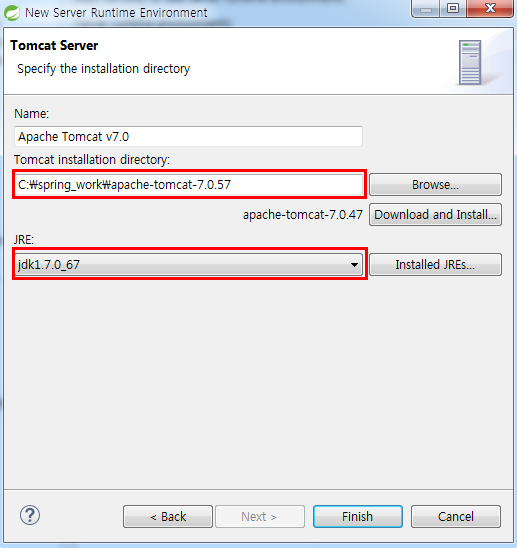 New Server Runtime Environment
Tomcat Server
Specify the installation directory
Name:
Apache Tomcat v7.0
Tomcat installation directory:
C:₩spring_work₩apache-tomcat-7.0.57
Browse...
apache-tomcat-7.0.47
Download and Install...
JRE:
jdk1.7.0_67
Installed JREs...
?
< Back
Next >
Finish
Cancel